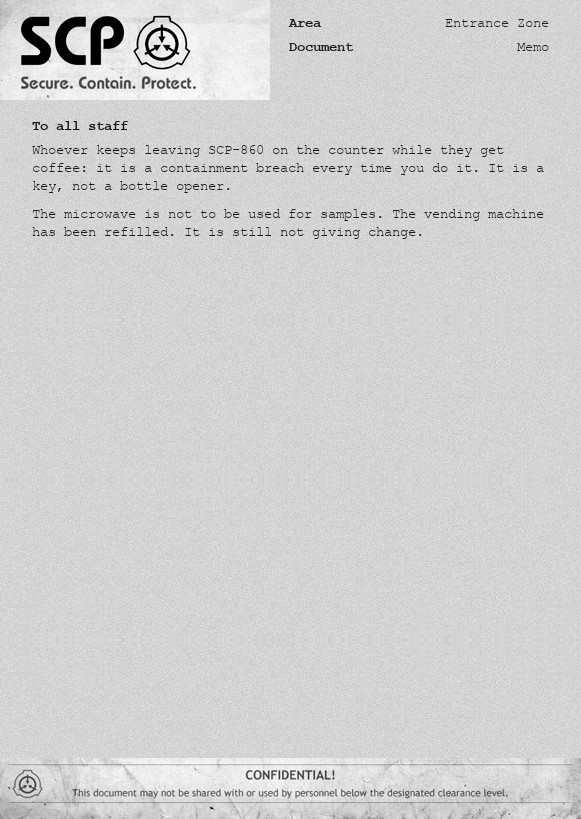 SCP
Secure. Contain. Protect.
Area Entrance Zone
Document Memo
To all staff
Whoever keeps leaving SCP-860 on the counter while they get
coffee: it is a containment breach every time you do it. It is a
key, not a bottle opener.
The microwave is not to be used for samples. The vending machine
has been refilled. It is still not giving change.
CONFIDENTIAL!
This document may not be shared with or used by personnel below the designated clearance level.